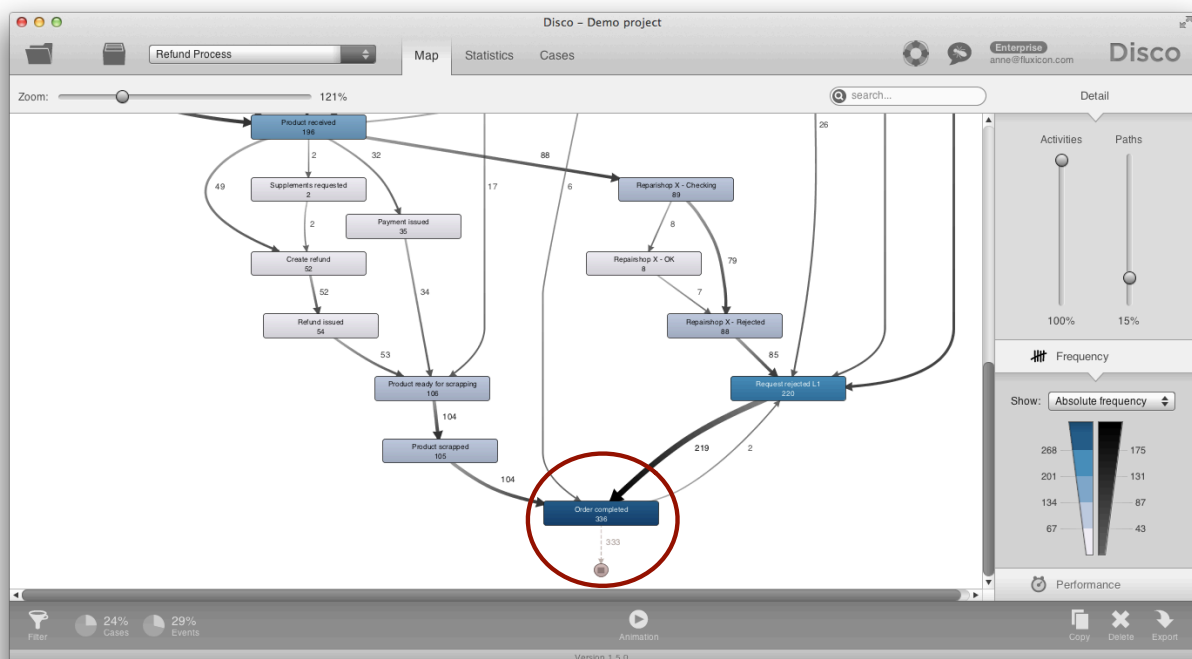 Disco – Demo project
Refund Process
Map
Statistics
Cases
Enterprise
anne@fluxicon.com
Disco
Zoom:
121%
search...
Detail
Product received
196
26
2
32
88
Activities
Paths
49
Supplements requested
2
17
6
Reparishop X - Checking
89
2
Payment issued
35
8
Create refund
52
Repairshop X - OK
8
79
52
34
7
Refund issued
54
Repairshop X - Rejected
88
100%
15%
53
85
Frequency
Product ready for scrapping
106
Request rejected L1
220
Show:
Absolute frequency
104
Product scrapped
105
219
2
268
175
201
131
104
134
87
Order completed
336
67
43
333
Performance
24%
Cases
29%
Events
Filter
Animation
Copy
Delete
Export
Version 1.5.0